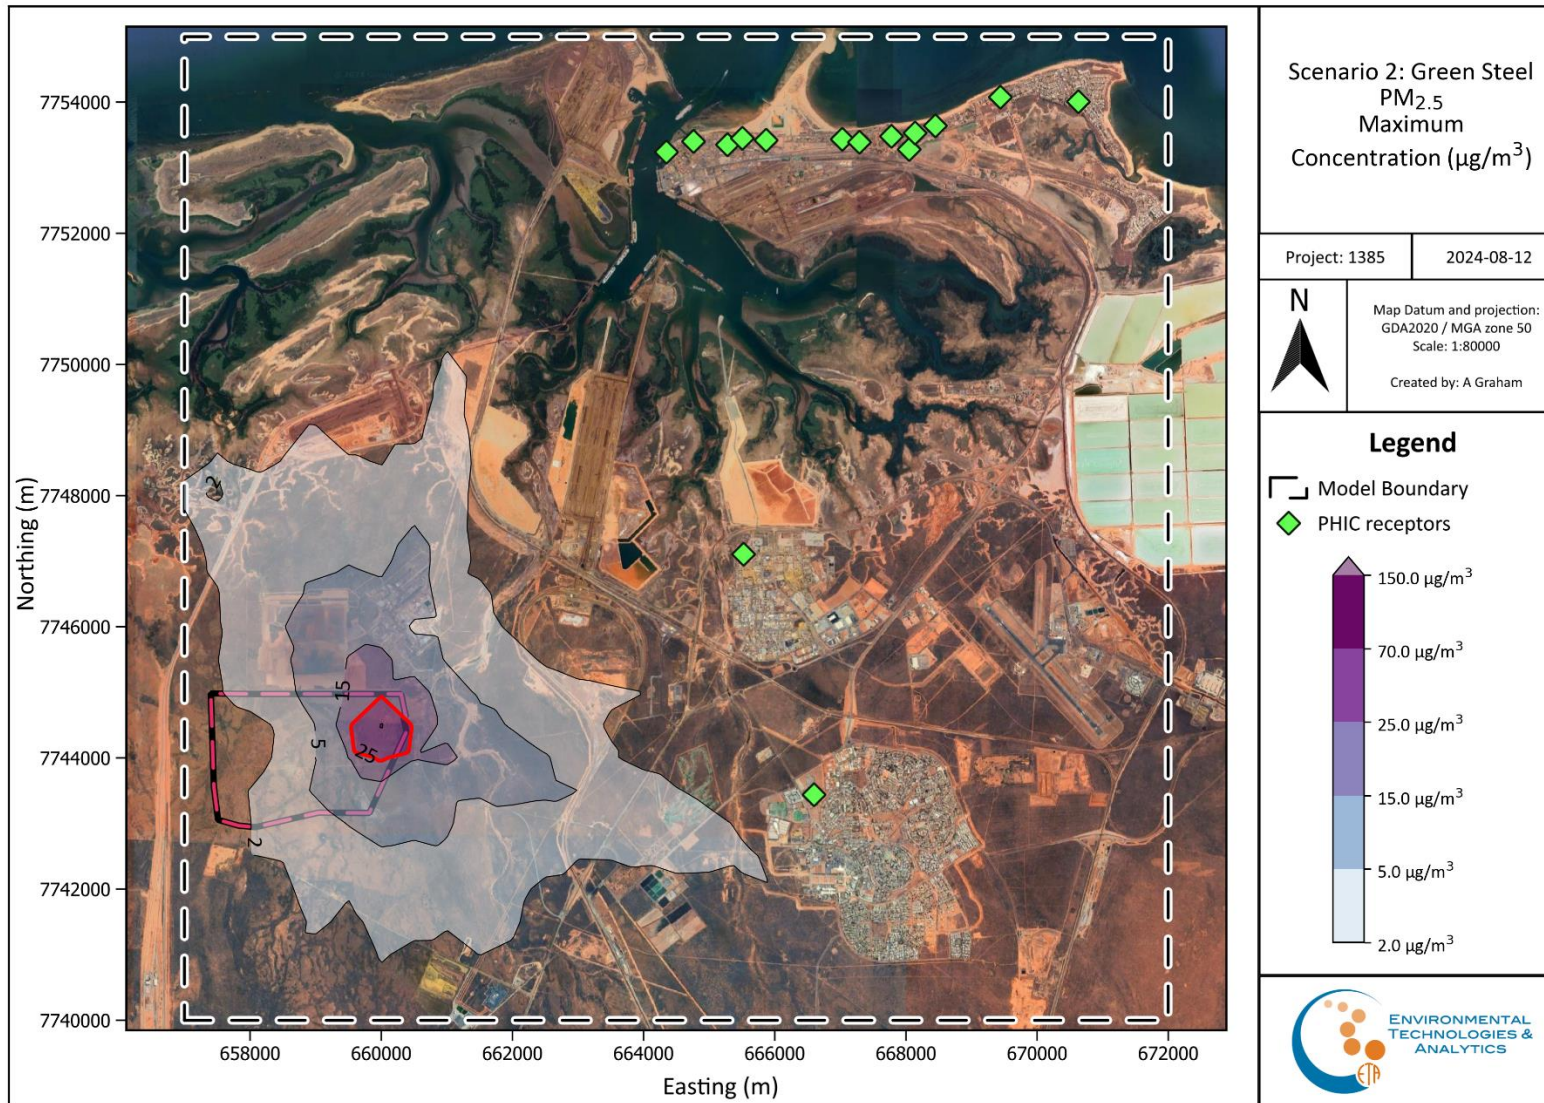 Scenario 2: Green Steel
PM2.5
Maximum
Concentration (µg/m³)
Project: 1385
2024-08-12
N
Map Datum and projection:
GDA2020 / MGA zone 50
Scale: 1:80000
Created by: A Graham
Legend
Model Boundary
PHIC receptors
150.0 µg/m³
70.0 µg/m³
25.0 µg/m³
15.0 µg/m³
5.0 µg/m³
2.0 µg/m³
ENVIRONMENTAL
TECHNOLOGIES &
ANALYTICS
ETA
Northing (m)
7754000
7752000
7750000
7748000
7746000
7744000
7742000
7740000
2
15
5
25
2
658000 660000 662000 664000 666000 668000 670000 672000
Easting (m)